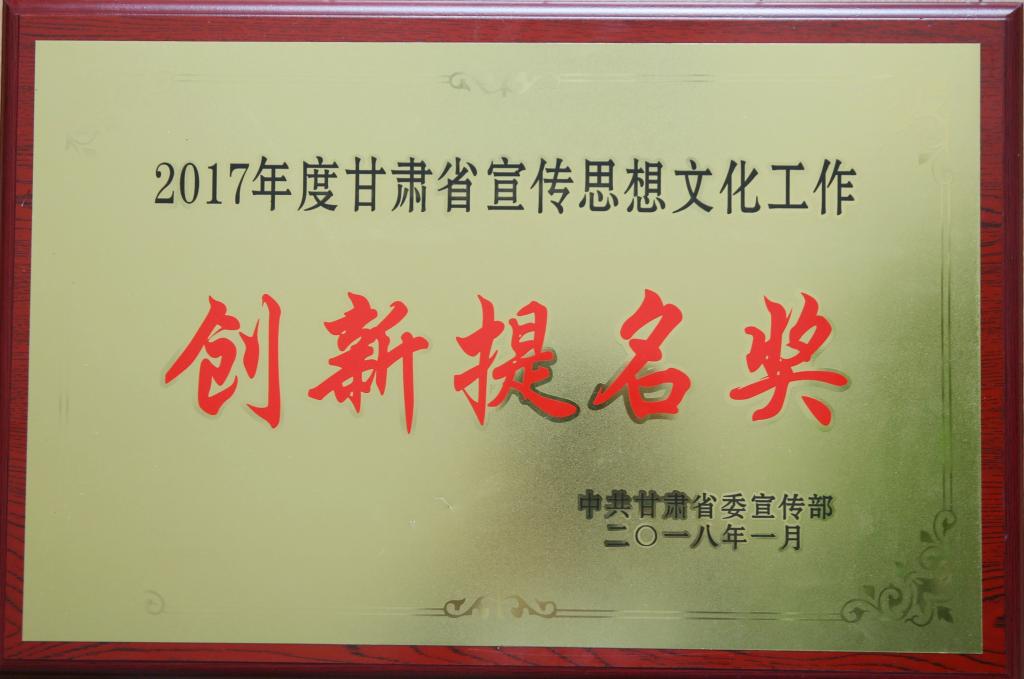 2017年度甘肃省宣传思想文化工作
创新提名奖
中共甘肃省委宣传部
二〇一八年一月